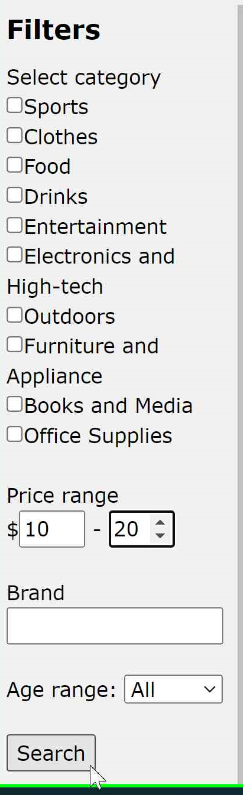 Filters
Select category
Sports
Clothes
Food
Drinks
Entertainment
Electronics and
High-tech
Outdoors
Furniture and
Appliance
Books and Media
Office Supplies
Price range
$ 10 - 20
Brand
Age range: All
Search